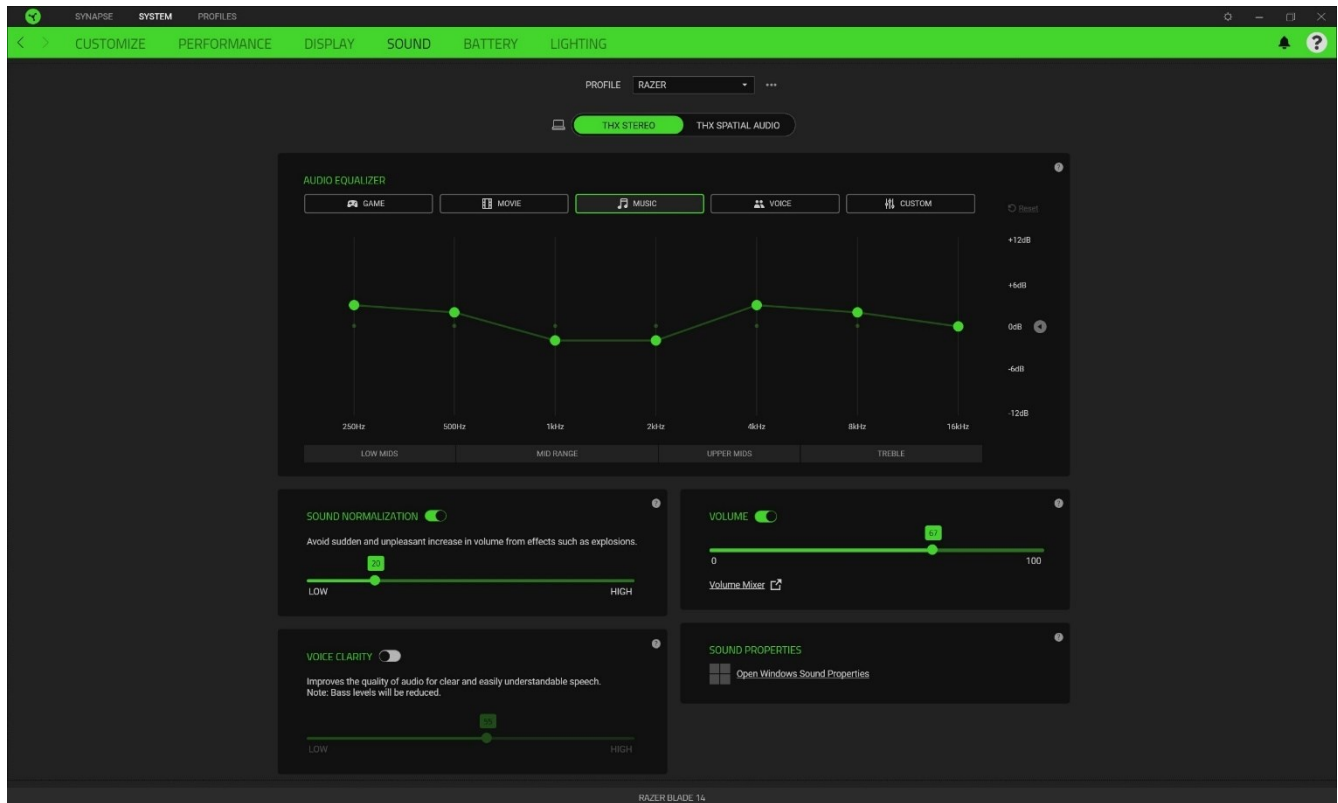 SYNAPSE SYSTEM PROFILES
CUSTOMIZE PERFORMANCE DISPLAY SOUND BATTERY LIGHTING ?
PROFILE RAZER
THX STEREO THX SPATIAL AUDIO
AUDIO EQUALIZER
GAME MOVIE MUSIC VOICE CUSTOM Reset
+12dB
+6dB
0dB
-6dB
-12dB
250Hz 500Hz 1kHz 2kHz 4kHz 8kHz 16kHz
LOW MIDS MID RANGE UPPER MIDS TREBLE
SOUND NORMALIZATION
Avoid sudden and unpleasant increase in volume from effects such as explosions.
20
LOW HIGH
VOLUME
67
0 100
Volume Mixer
VOICE CLARITY
Improves the quality of audio for clear and easily understandable speech.
Note: Bass levels will be reduced.
LOW HIGH
SOUND PROPERTIES
Open Windows Sound Properties
RAZER BLADE 14